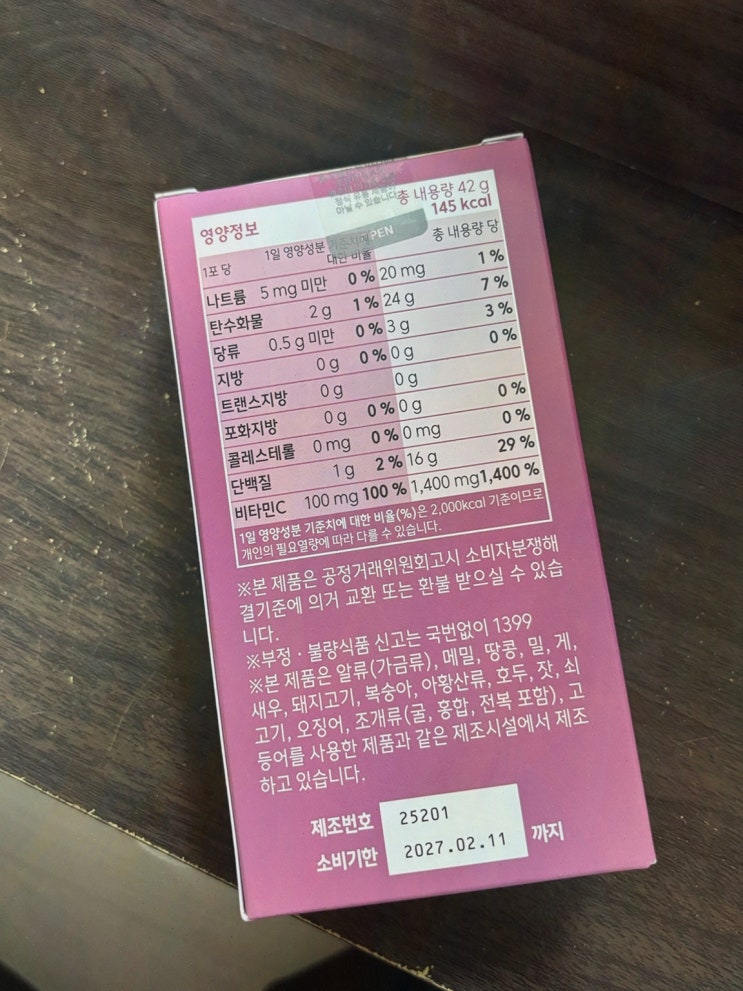 정식 유통 제품이
아닐 수 있습니다
총 내용량 42 g
145 kcal
영양정보
OPEN
1포 당 1일 영양성분 기준치에 대한 비율 총 내용량 당
나트륨 5 mg 미만 0 % 20 mg 1 %
탄수화물 2 g 1 % 24 g 7 %
당류 0.5 g 미만 0 % 3 g 3 %
지방 0 g 0 % 0 g 0 %
트랜스지방 0 g 0 g
포화지방 0 g 0 % 0 g 0 %
콜레스테롤 0 mg 0 % 0 mg 0 %
단백질 1 g 2 % 16 g 29 %
비타민C 100 mg 100 % 1,400 mg 1,400 %
1일 영양성분 기준치에 대한 비율(%)은 2,000kcal 기준이므로
개인의 필요열량에 따라 다를 수 있습니다.
※본 제품은 공정거래위원회고시 소비자분쟁해
결기준에 의거 교환 또는 환불 받으실 수 있습
니다.
※부정 · 불량식품 신고는 국번없이 1399
※본 제품은 알류(가금류), 메밀, 땅콩, 밀, 게,
새우, 돼지고기, 복숭아, 아황산류, 호두, 잣, 쇠
고기, 오징어, 조개류(굴, 홍합, 전복 포함), 고
등어를 사용한 제품과 같은 제조시설에서 제조
하고 있습니다.
제조번호 25201
소비기한 2027.02.11 까지